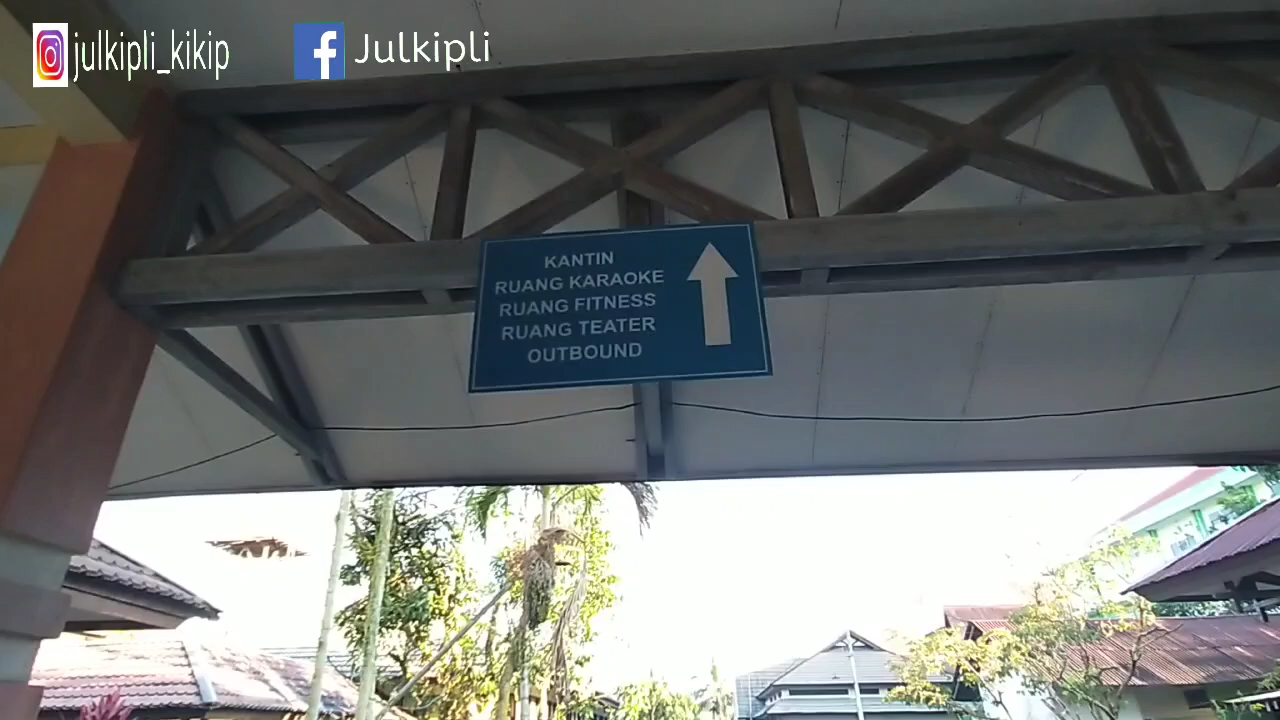 julkipli_kikip
Julkipli
KANTIN
RUANG KARAOKE
RUANG FITNESS
RUANG TEATER
OUTBOUND